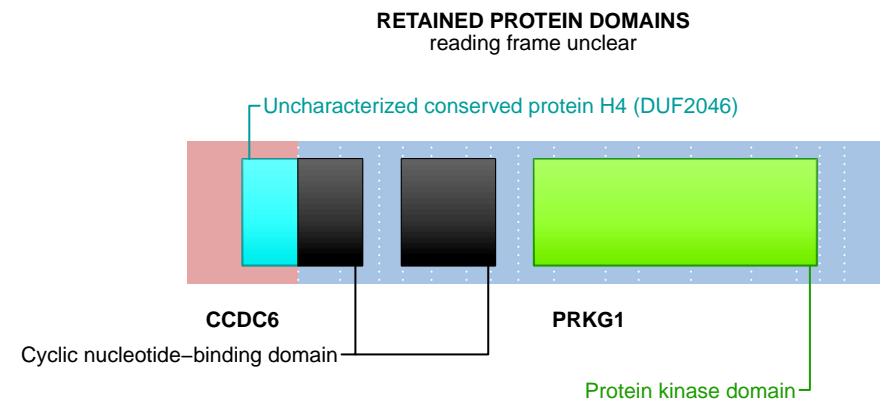 RETAINED PROTEIN DOMAINS
reading frame unclear
Uncharacterized conserved protein H4 (DUF2046)
CCDC6
PRKG1
Cyclic nucleotide−binding domain
Protein kinase domain